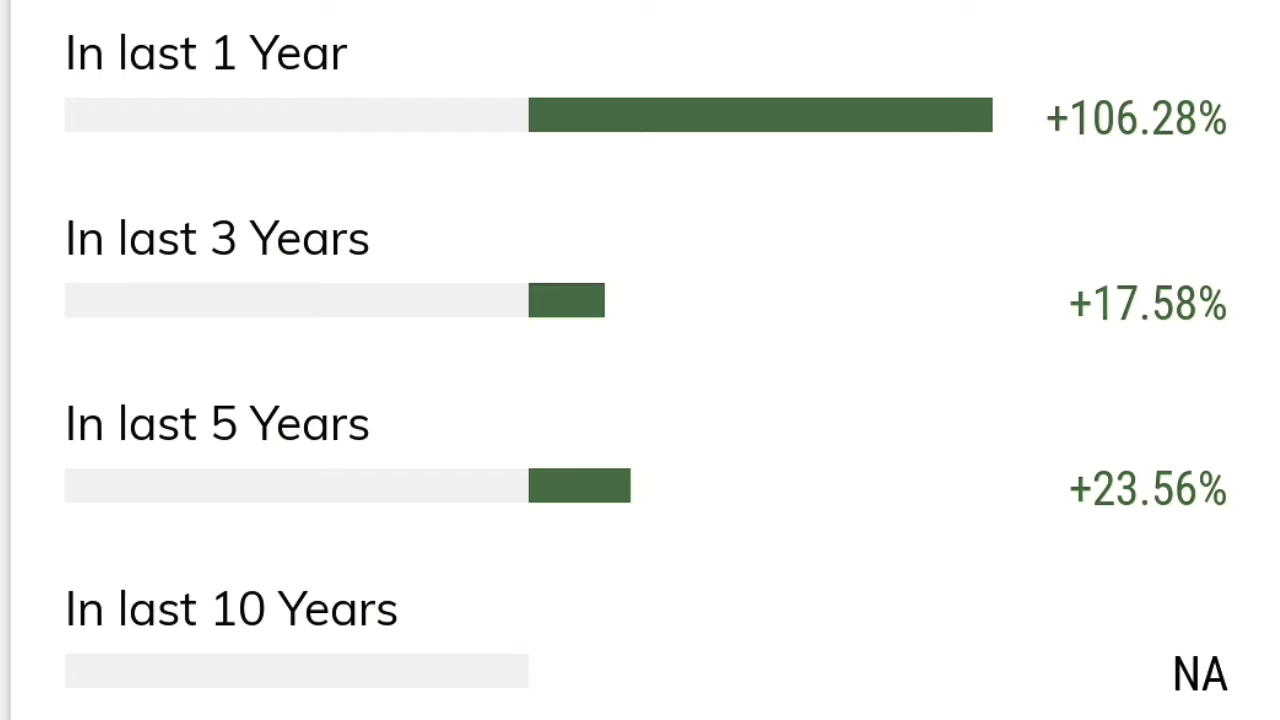 In last 1 Year
+106.28%
In last 3 Years
+17.58%
In last 5 Years
+23.56%
In last 10 Years
NA